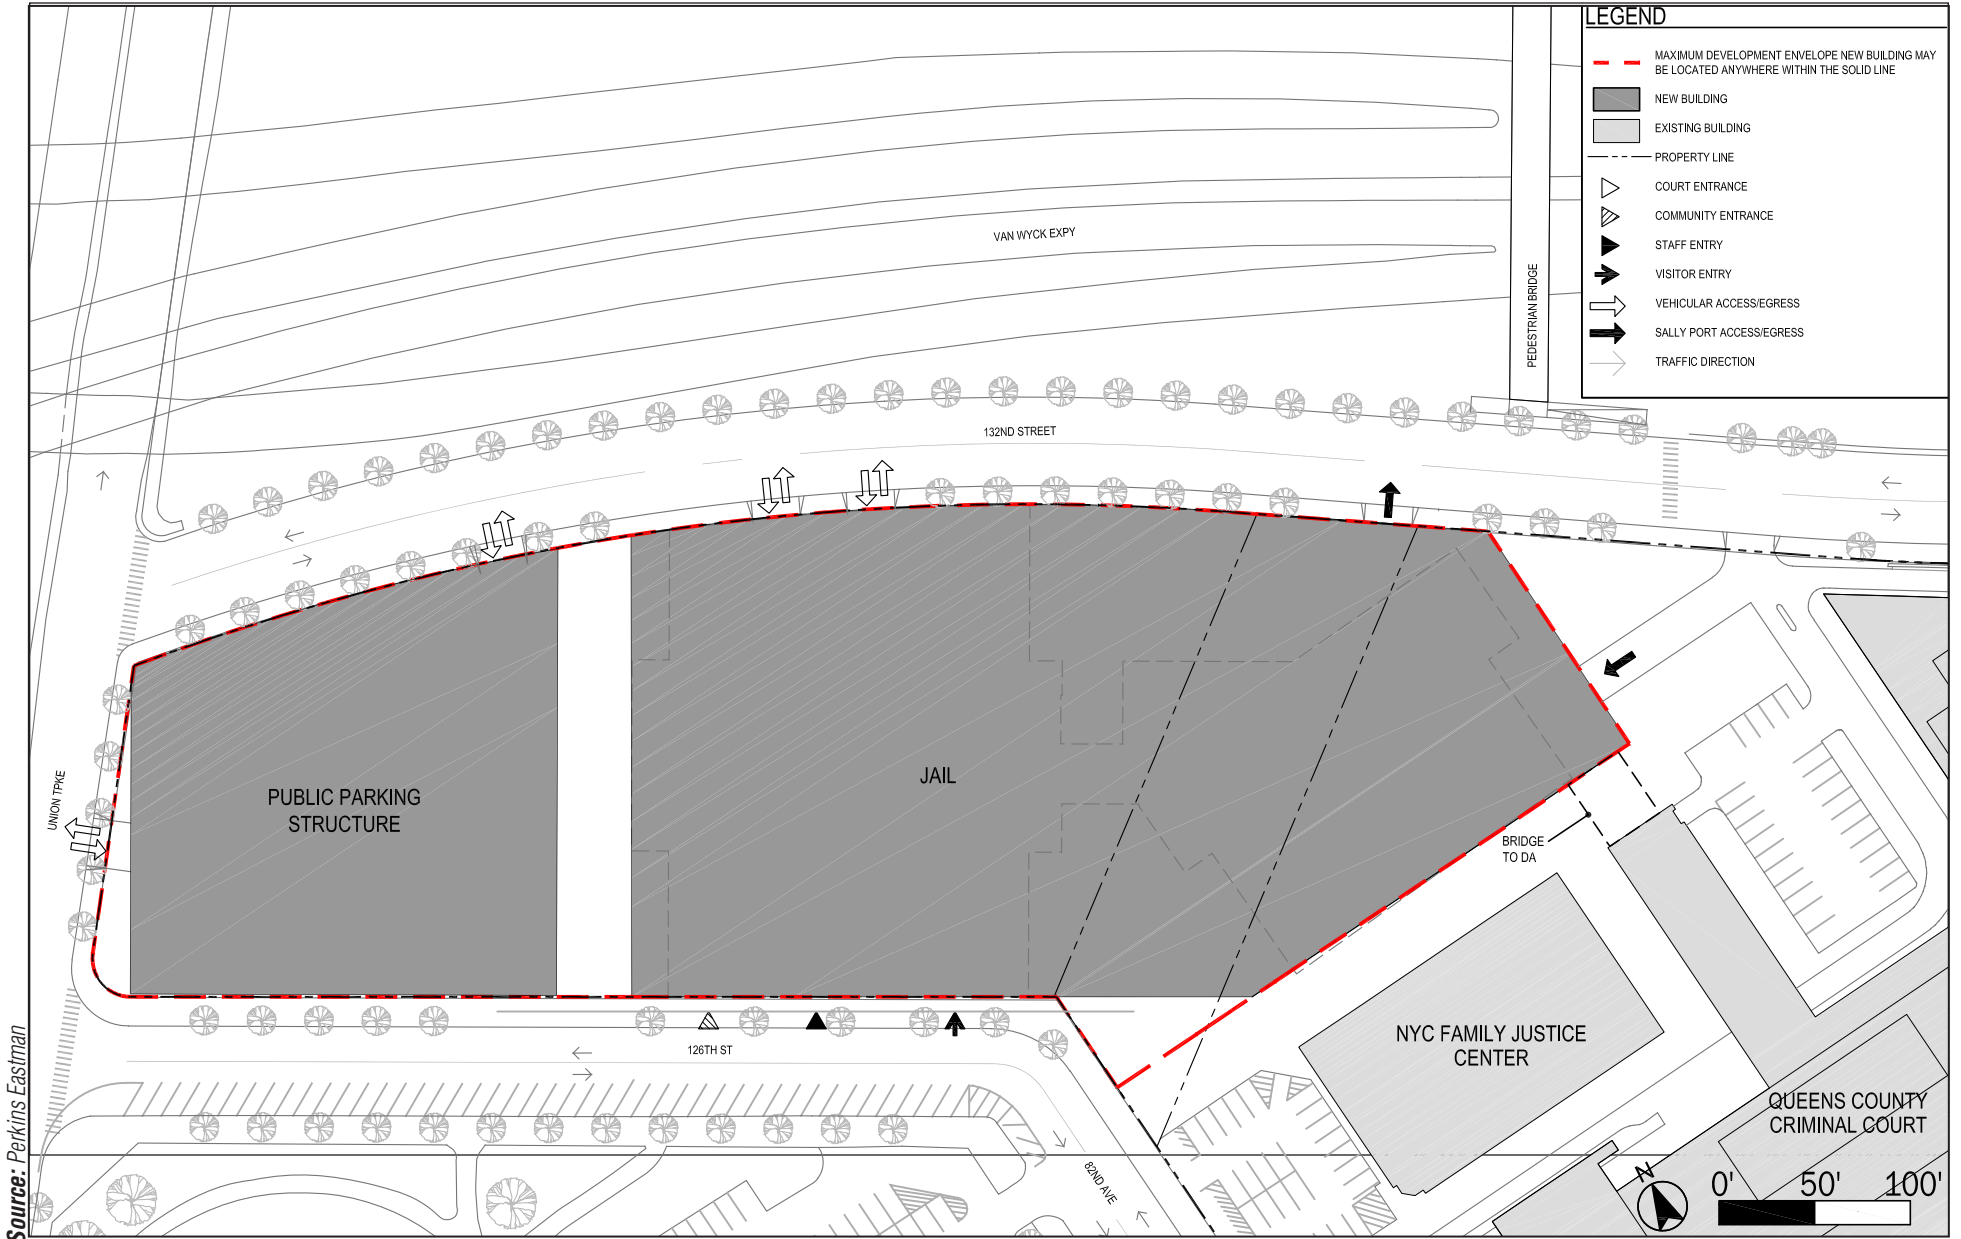 LEGEND
MAXIMUM DEVELOPMENT ENVELOPE NEW BUILDING MAY
BE LOCATED ANYWHERE WITHIN THE SOLID LINE
NEW BUILDING
EXISTING BUILDING
PROPERTY LINE
COURT ENTRANCE
COMMUNITY ENTRANCE
STAFF ENTRY
VISITOR ENTRY
VEHICULAR ACCESS/EGRESS
SALLY PORT ACCESS/EGRESS
TRAFFIC DIRECTION
VAN WYCK EXPY
PEDESTRIAN BRIDGE
132ND STREET
UNION TPKE
PUBLIC PARKING
STRUCTURE
JAIL
BRIDGE
TO DA
NYC FAMILY JUSTICE
CENTER
126TH ST
82ND AVE
QUEENS COUNTY
CRIMINAL COURT
N
0' 50' 100'
Source: Perkins Eastman